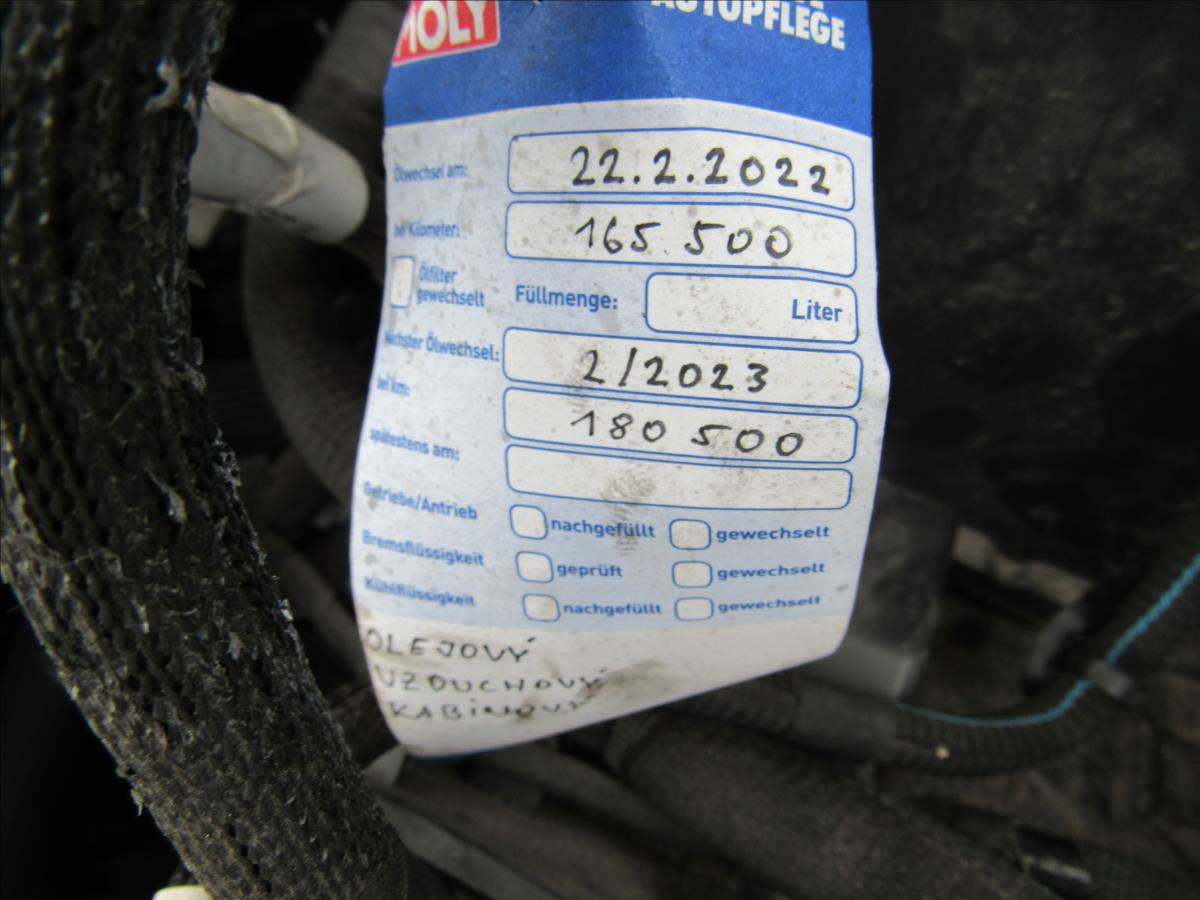 MOLY
AUTOPFLEGE
Ölwechsel am: 22.2.2022
bei Kilometer: 165 500
Ölfilter
gewechselt Füllmenge: Liter
nächster Ölwechsel: 2/2023
bei km: 180 500
spätestens am:
Getriebe/Antrieb nachgefüllt gewechselt
Bremsflüssigkeit geprüft gewechselt
Kühlflüssigkeit nachgefüllt gewechselt
OLEJOVÝ
VZDUCHOVÝ
KABINOVÝ